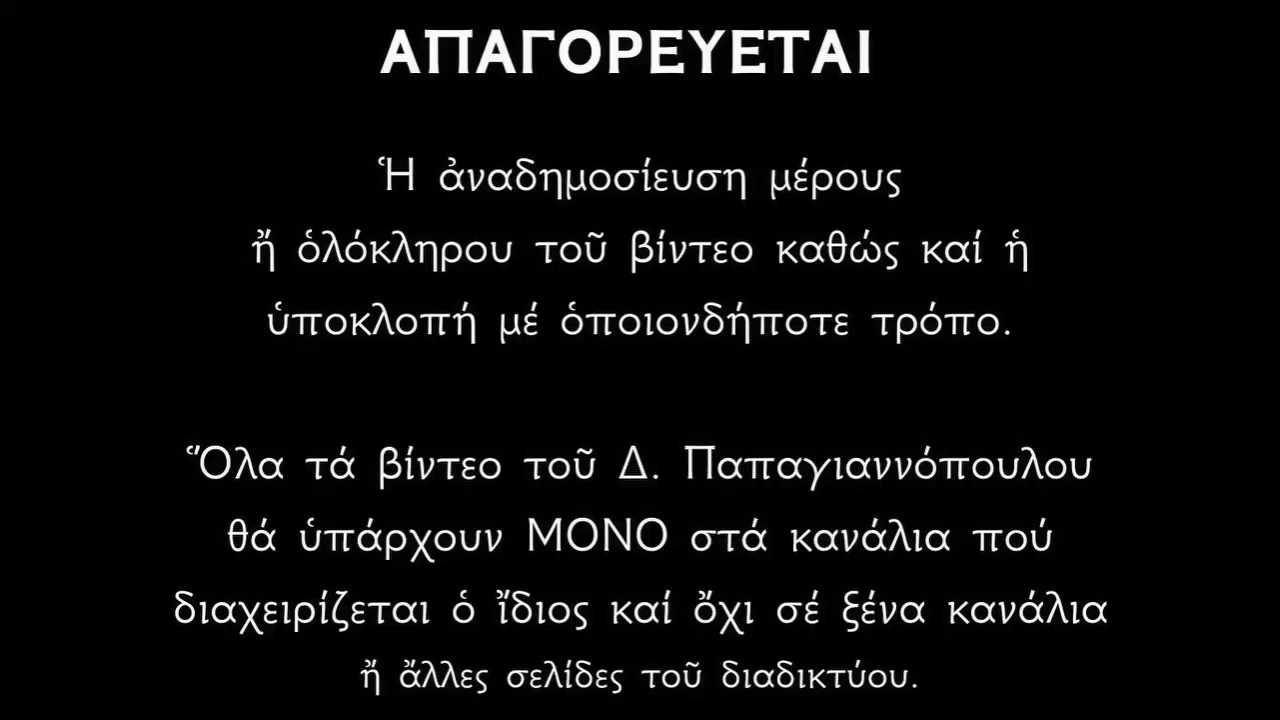 ΑΠΑΓΟΡΕΥΕΤΑΙ
Ἡ ἀναδημοσίευση μέρους
ἤ ὁλόκληρου τοῦ βίντεο καθώς καί ἡ
ὑποκλοπή μέ ὁποιονδήποτε τρόπο.
Ὅλα τά βίντεο τοῦ Δ. Παπαγιαννόπουλου
θά ὑπάρχουν ΜΟΝΟ στά κανάλια πού
διαχειρίζεται ὁ ἴδιος καί ὄχι σέ ξένα κανάλια
ἤ ἄλλες σελίδες τοῦ διαδικτύου.